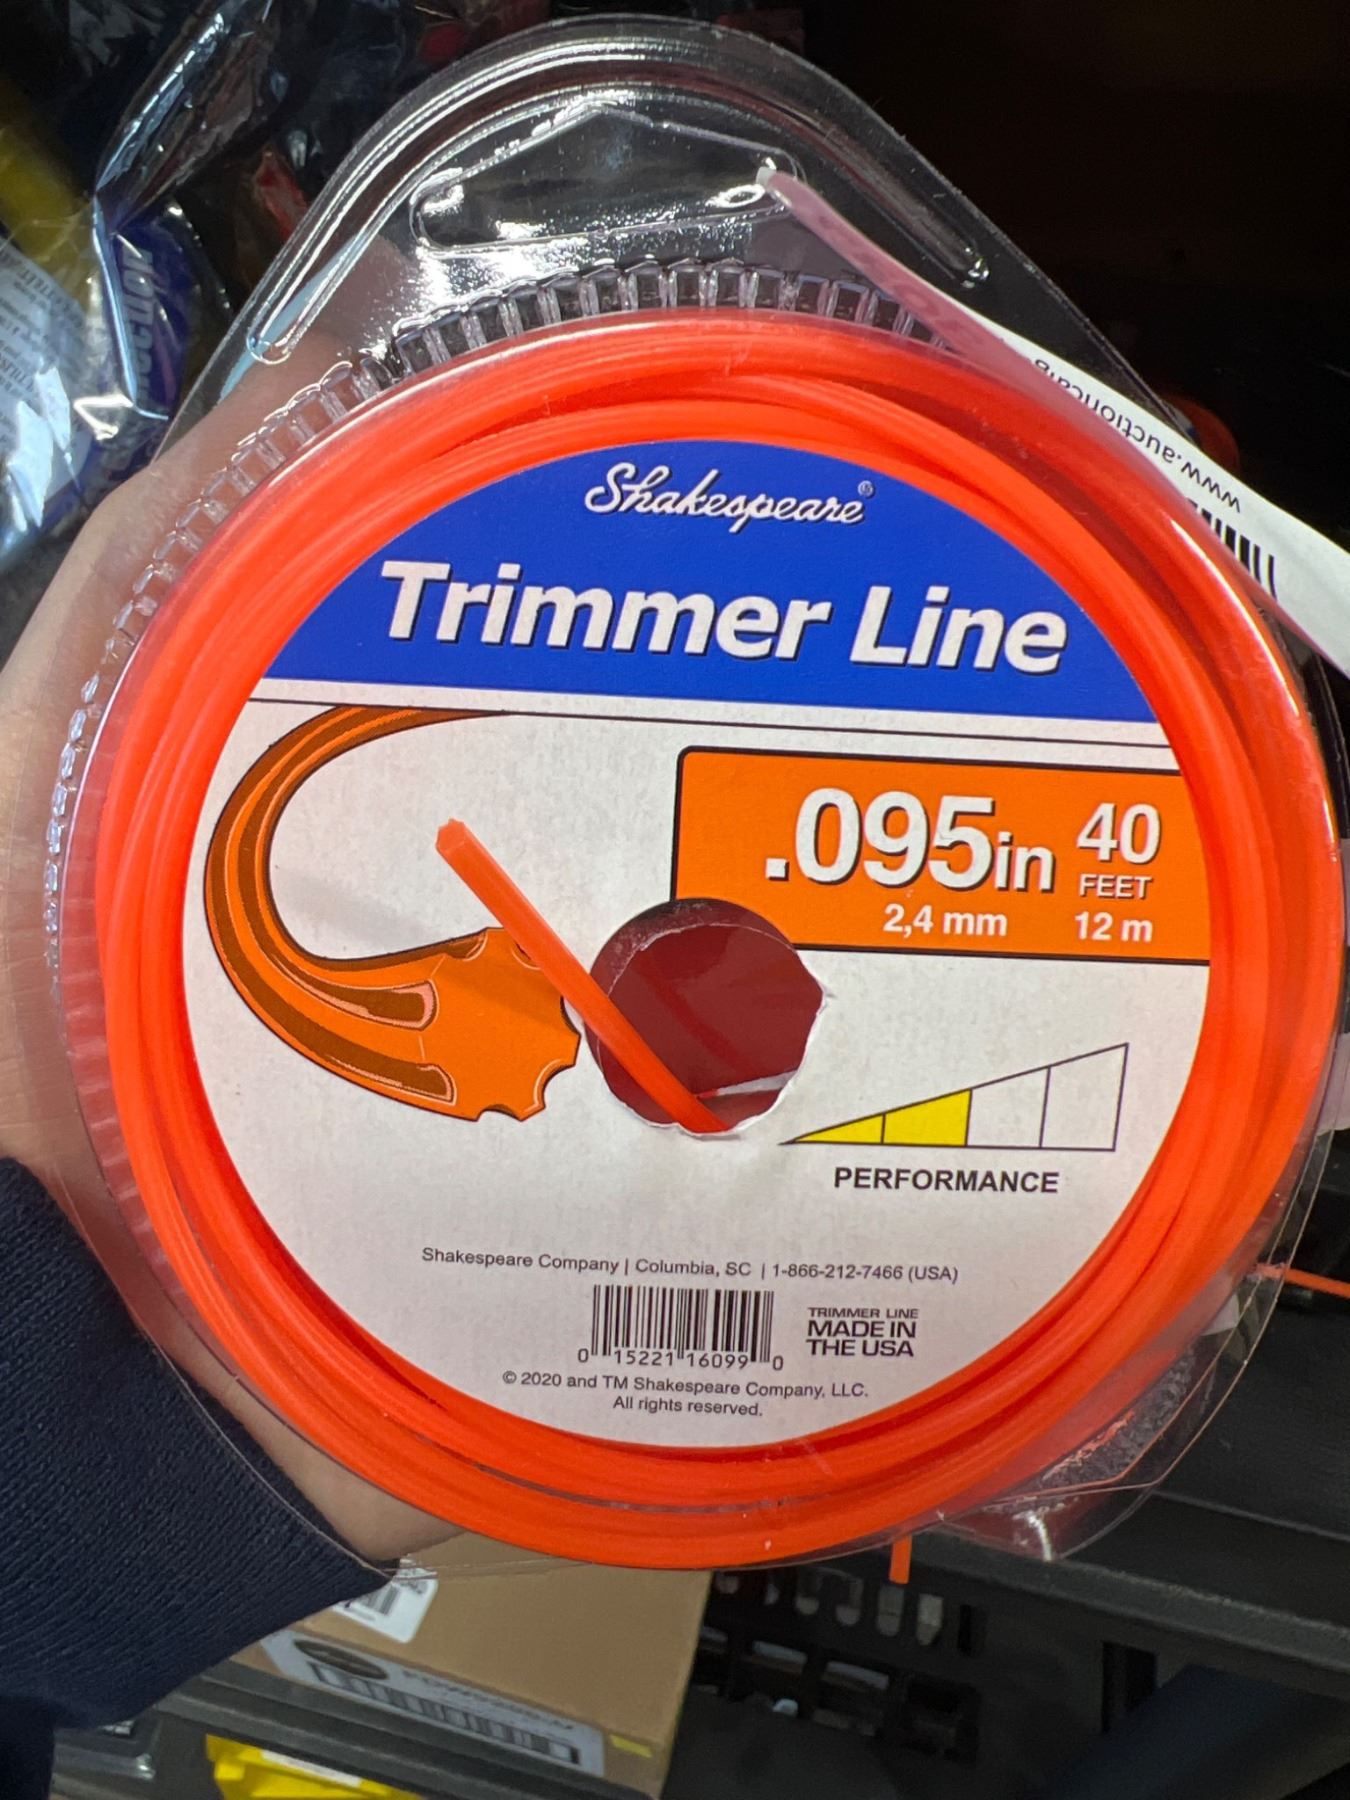 www.auctionca
Shakespeare®
Trimmer Line
.095in
2,4 mm
40
FEET
12 m
PERFORMANCE
Shakespeare Company | Columbia, SC | 1-866-212-7466 (USA)
0 15221 16099 0
TRIMMER LINE
MADE IN
THE USA
© 2020 and TM Shakespeare Company, LLC.
All rights reserved.